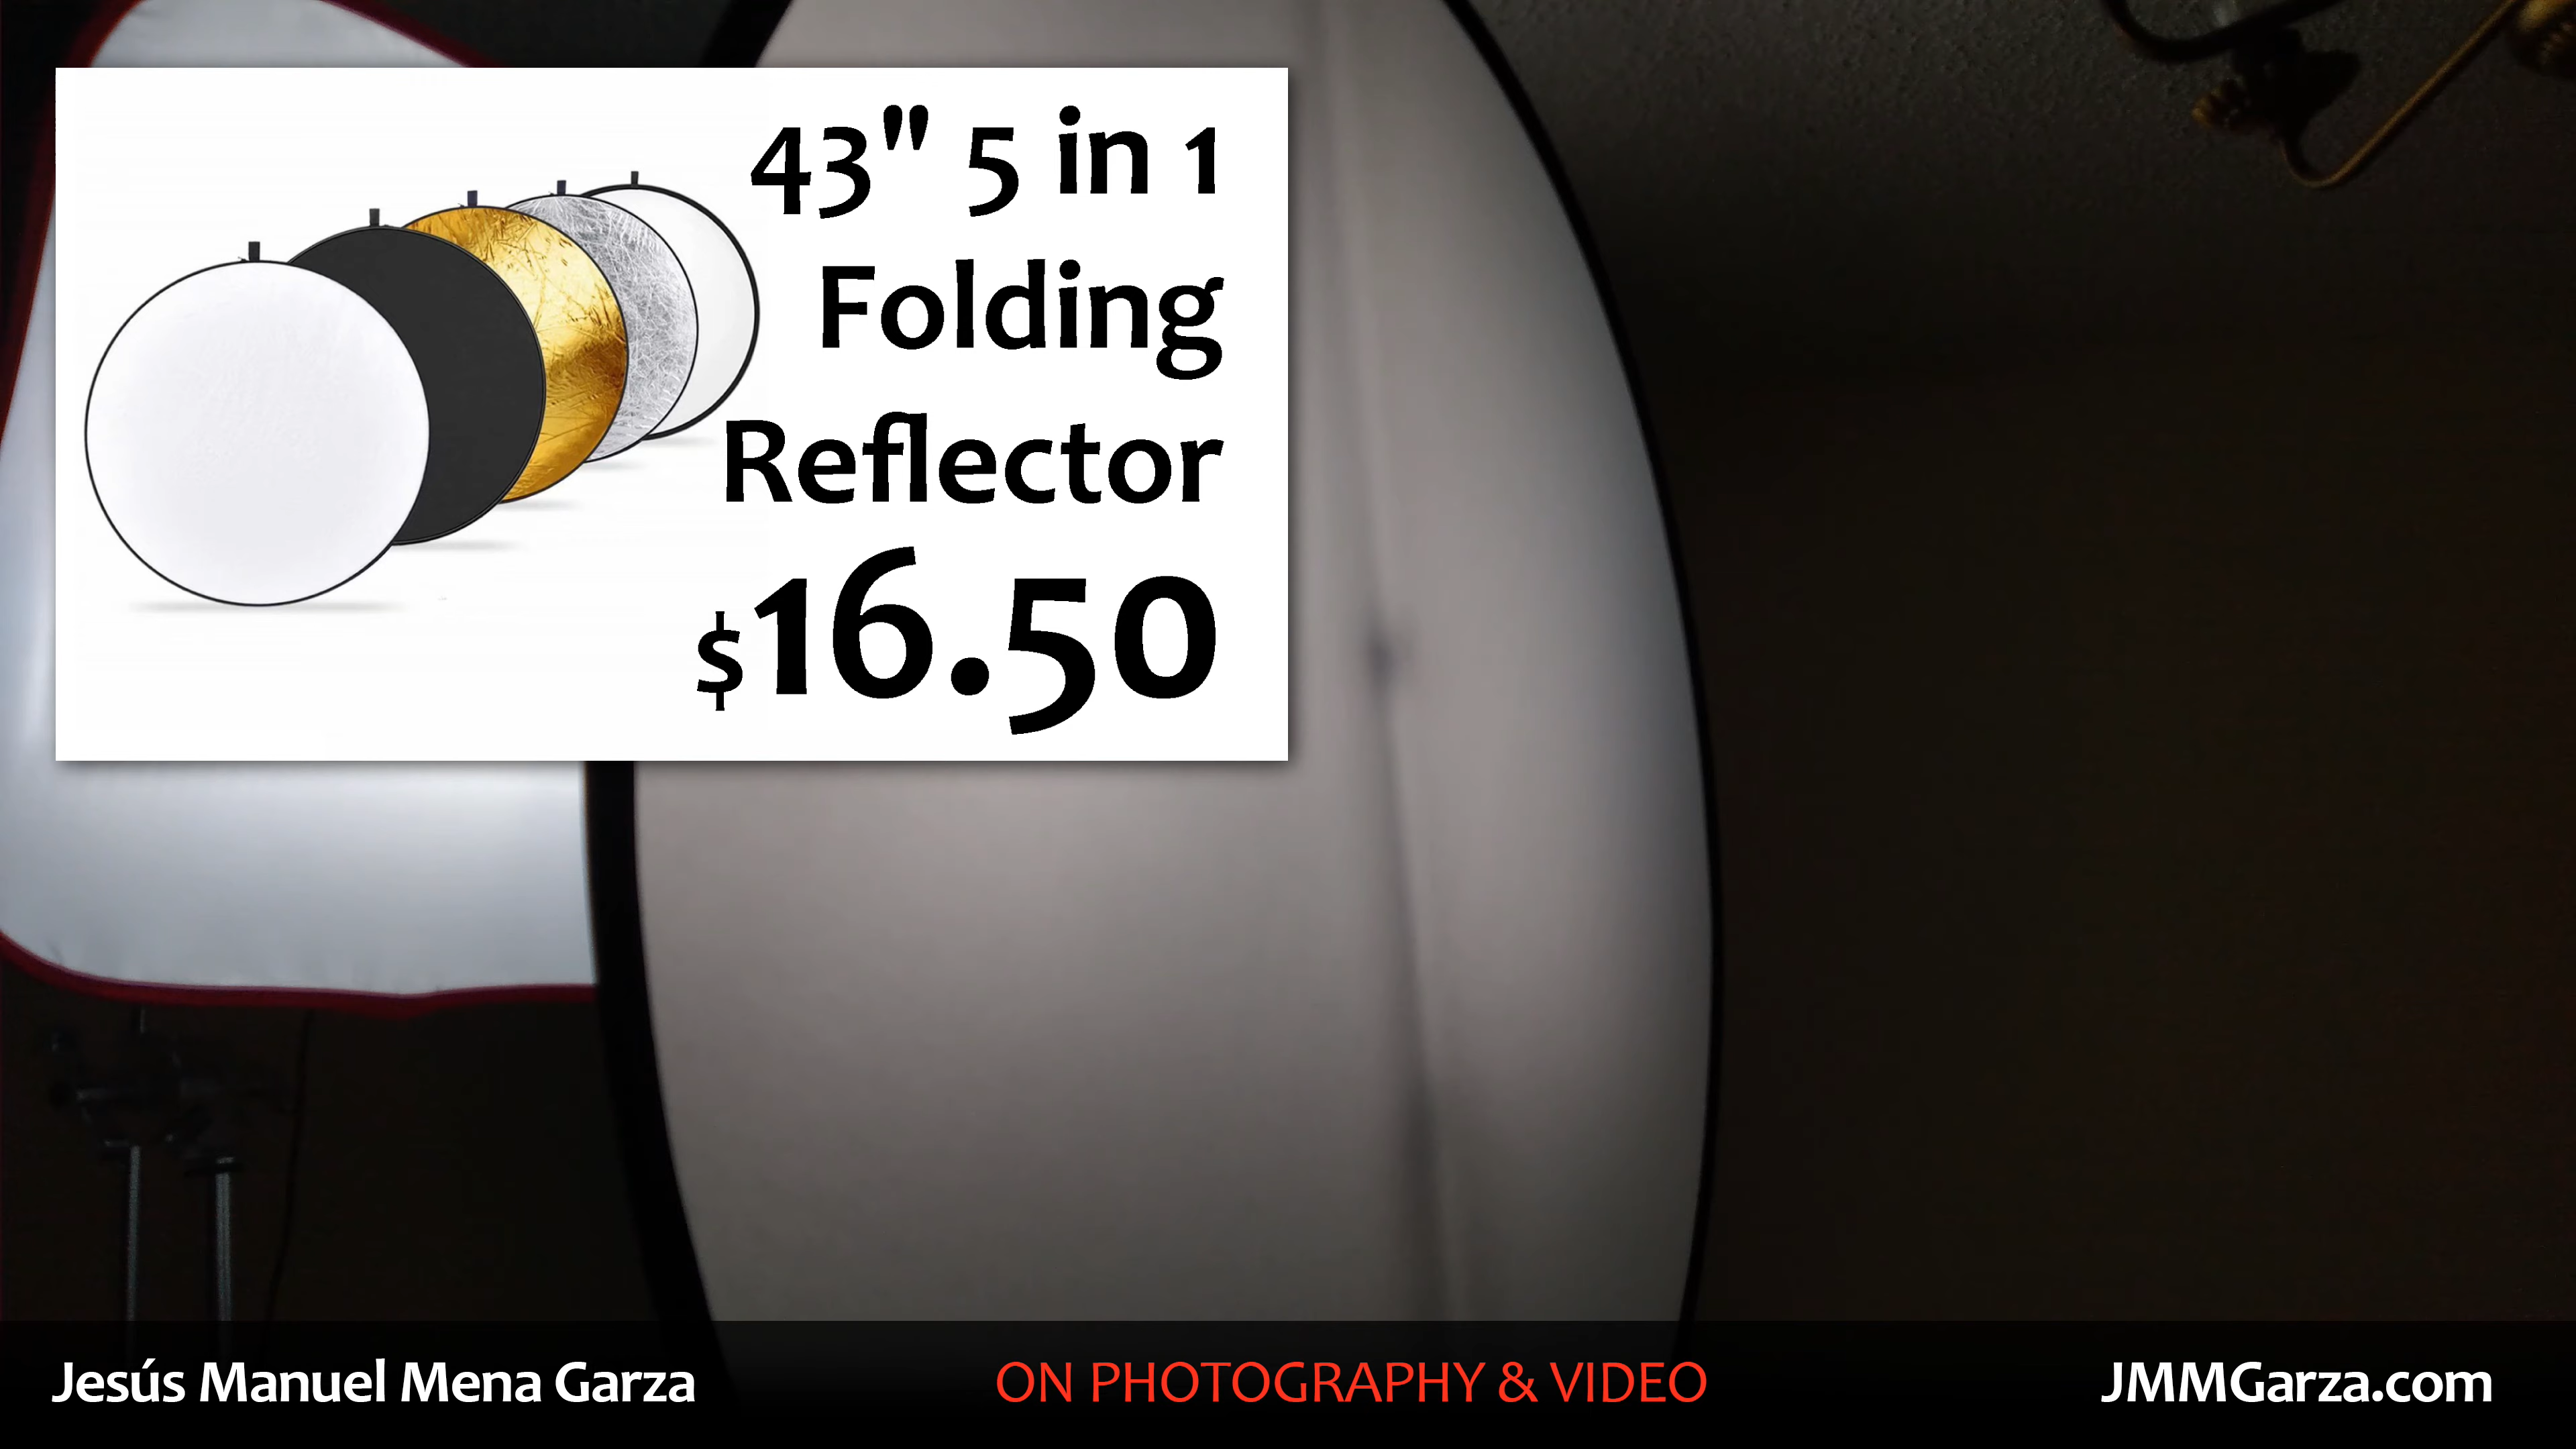 43" 5 in 1
Folding
Reflector
$16.50
Jesús Manuel Mena Garza
ON PHOTOGRAPHY & VIDEO
JMMGarza.com